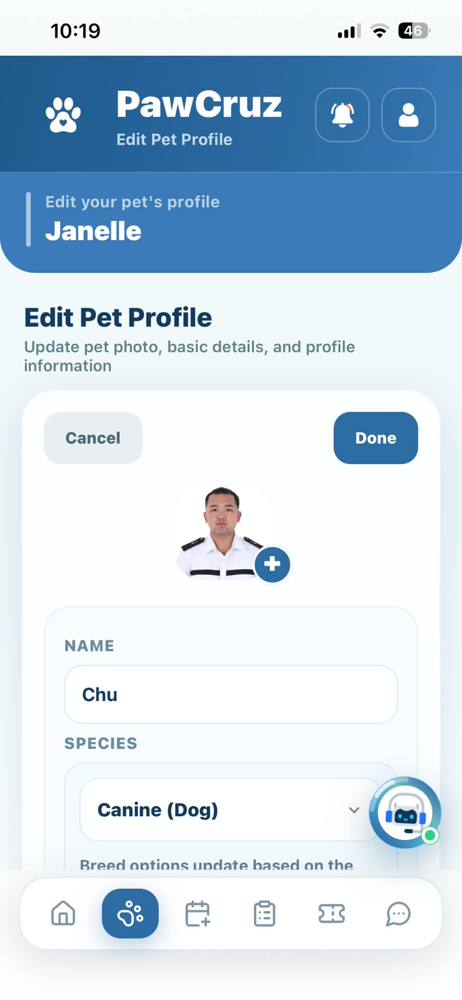 10:19
46
PawCruz
Edit Pet Profile
Edit your pet's profile
Janelle
Edit Pet Profile
Update pet photo, basic details, and profile
information
Cancel
Done
NAME
Chu
SPECIES
Canine (Dog)
Breed options update based on the